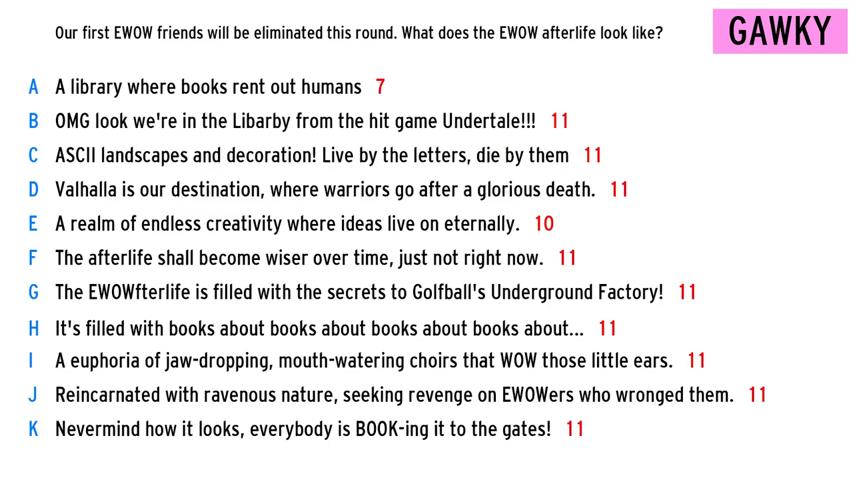 Our first EWOW friends will be eliminated this round. What does the EWOW afterlife look like?
GAWKY
A A library where books rent out humans 7
B OMG look we're in the Libarby from the hit game Undertale!!! 11
C ASCII landscapes and decoration! Live by the letters, die by them 11
D Valhalla is our destination, where warriors go after a glorious death. 11
E A realm of endless creativity where ideas live on eternally. 10
F The afterlife shall become wiser over time, just not right now. 11
G The EWOWfterlife is filled with the secrets to Golfball's Underground Factory! 11
H It's filled with books about books about books about books about... 11
I A euphoria of jaw-dropping, mouth-watering choirs that WOW those little ears. 11
J Reincarnated with ravenous nature, seeking revenge on EWOWers who wronged them. 11
K Nevermind how it looks, everybody is BOOK-ing it to the gates! 11